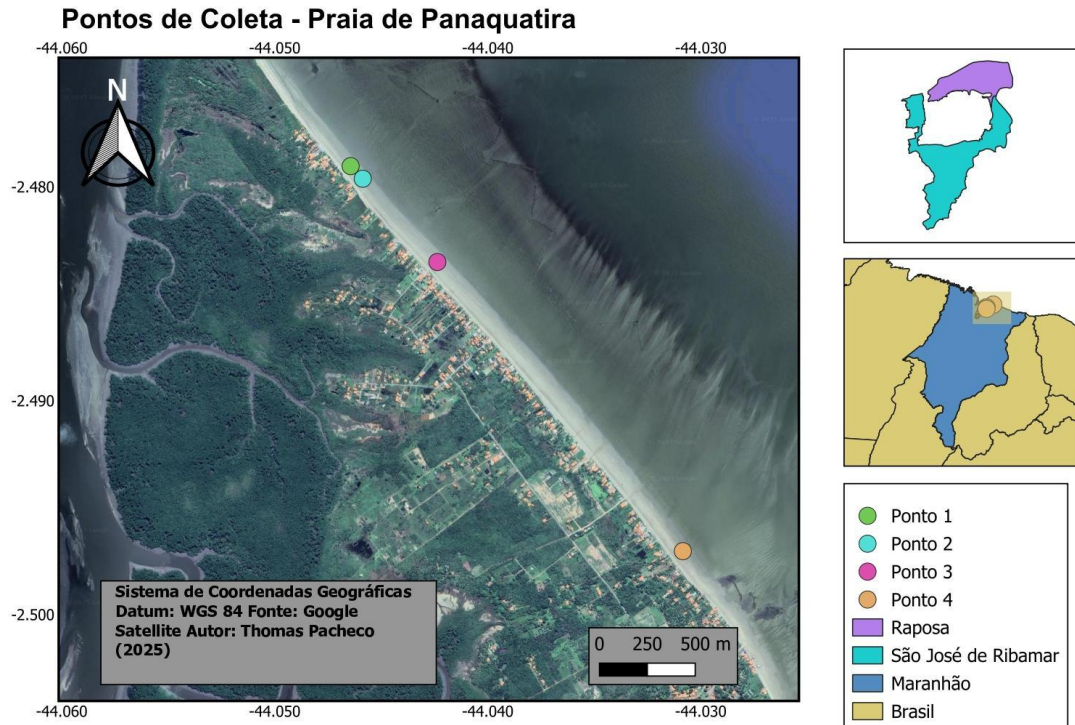 Pontos de Coleta - Praia de Panaquatira
-44.060
-44.050
-44.040
-44.030
N
-2.480
-2.490
-2.500
Sistema de Coordenadas Geográficas
Datum: WGS 84 Fonte: Google
Satellite Autor: Thomas Pacheco
(2025)
0 250 500 m
-44.060
-44.050
-44.040
-44.030
Ponto 1
Ponto 2
Ponto 3
Ponto 4
Raposa
São José de Ribamar
Maranhão
Brasil